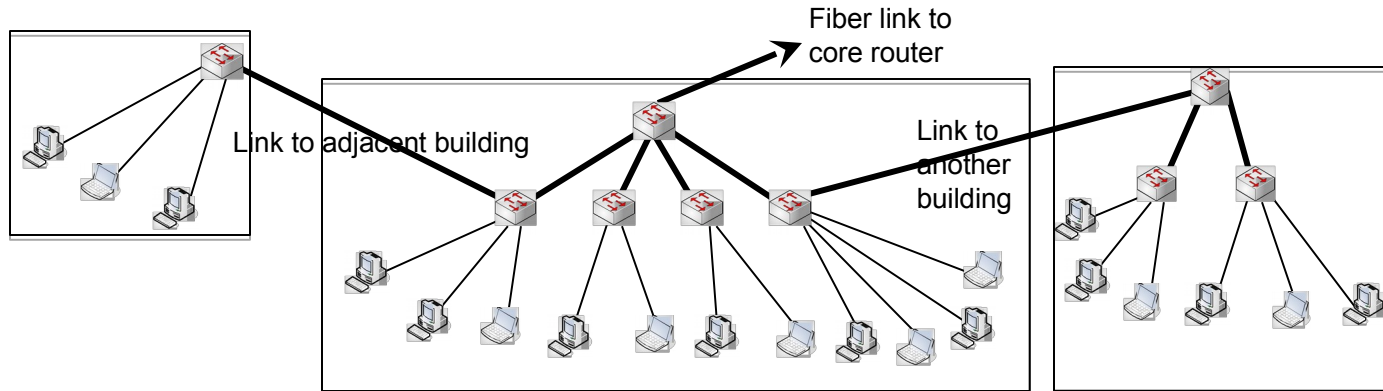 Fiber link to
core router
Link to adjacent building
Link to
another
building